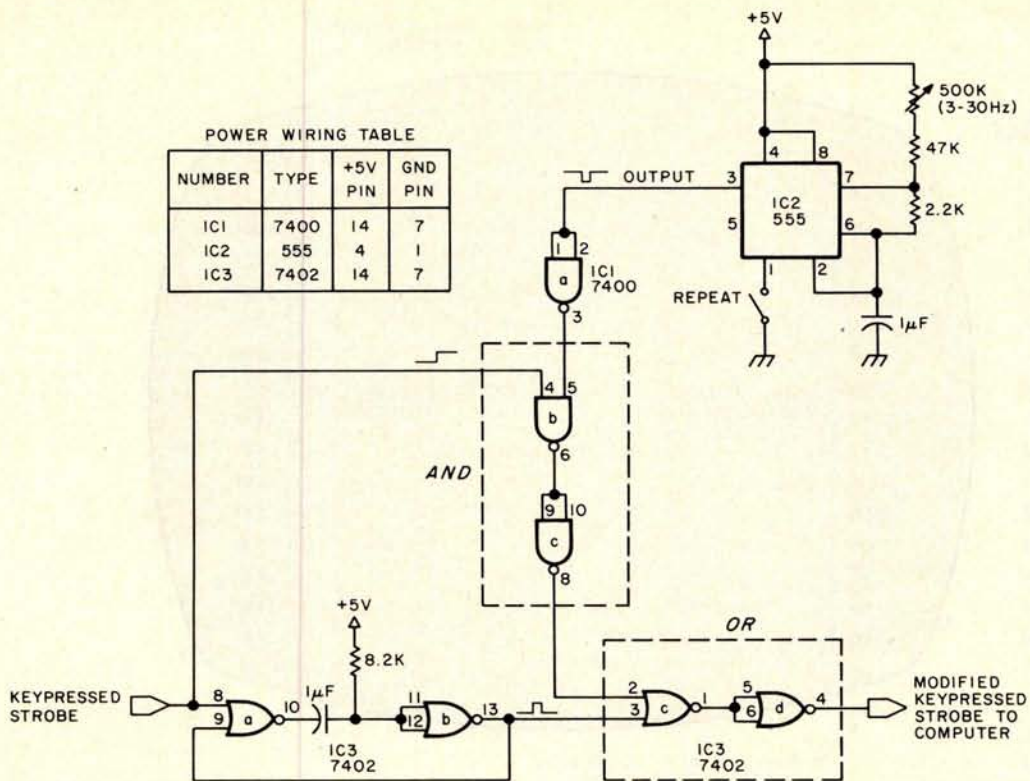 +5V
500K
(3-30Hz)
47K
2.2K
POWER WIRING TABLE
NUMBER TYPE +5V PIN GND PIN
IC1 7400 14 7
IC2 555 4 1
IC3 7402 14 7
4 8
3 7
5 6
1 2
IC2
555
OUTPUT
REPEAT
1µF
1 2
a
3
IC1
7400
4 5
b
6
AND
9 10
c
8
+5V
8.2K
OR
KEYPRESSED
STROBE
8
9
a
10
1µF
11
12
b
13
IC3
7402
2
3
c
1
5
6
d
4
IC3
7402
MODIFIED
KEYPRESSED
STROBE TO
COMPUTER